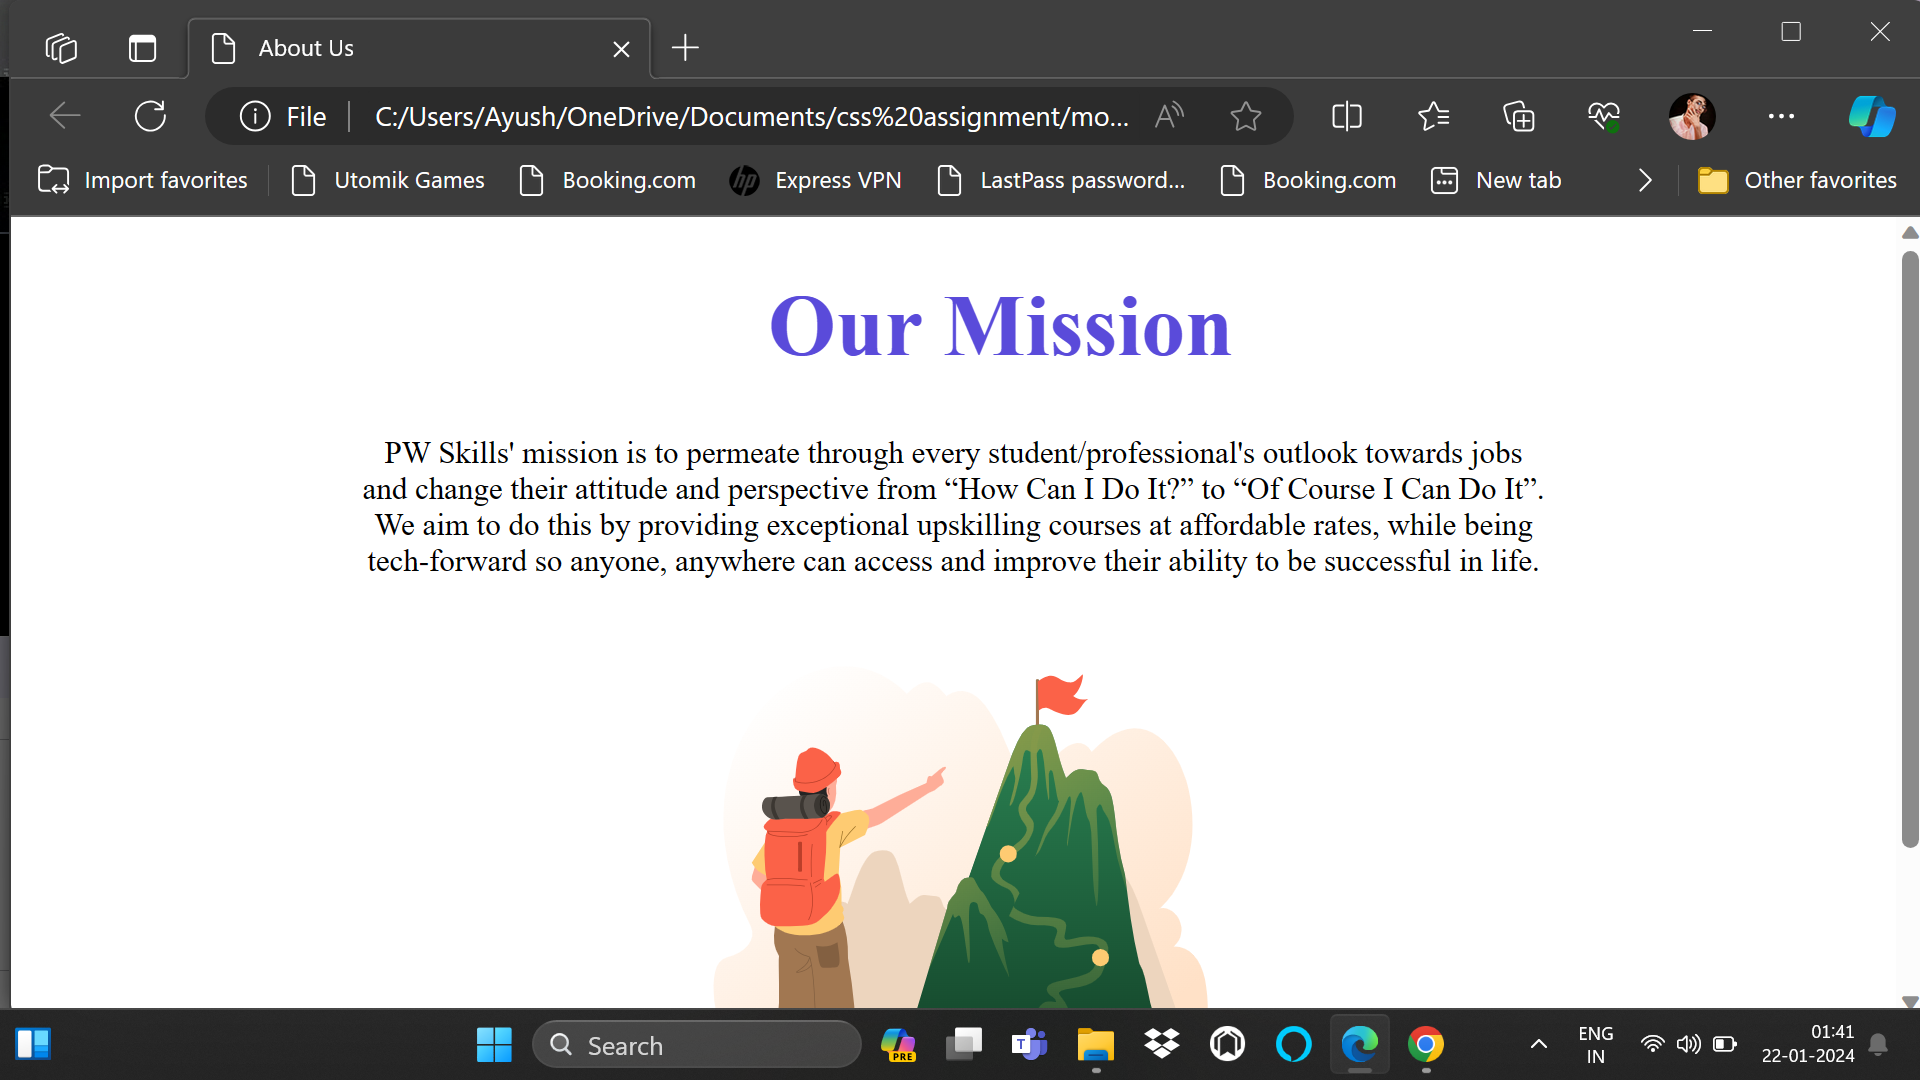 About Us
File
C:/Users/Ayush/OneDrive/Documents/css%20assignment/mo...
Import favorites
Utomik Games
Booking.com
hp
Express VPN
LastPass password...
Booking.com
New tab
Other favorites
Our Mission
PW Skills' mission is to permeate through every student/professional's outlook towards jobs
and change their attitude and perspective from “How Can I Do It?” to “Of Course I Can Do It”.
We aim to do this by providing exceptional upskilling courses at affordable rates, while being
tech-forward so anyone, anywhere can access and improve their ability to be successful in life.
Search
PRE
T
ENG
IN
01:41
22-01-2024